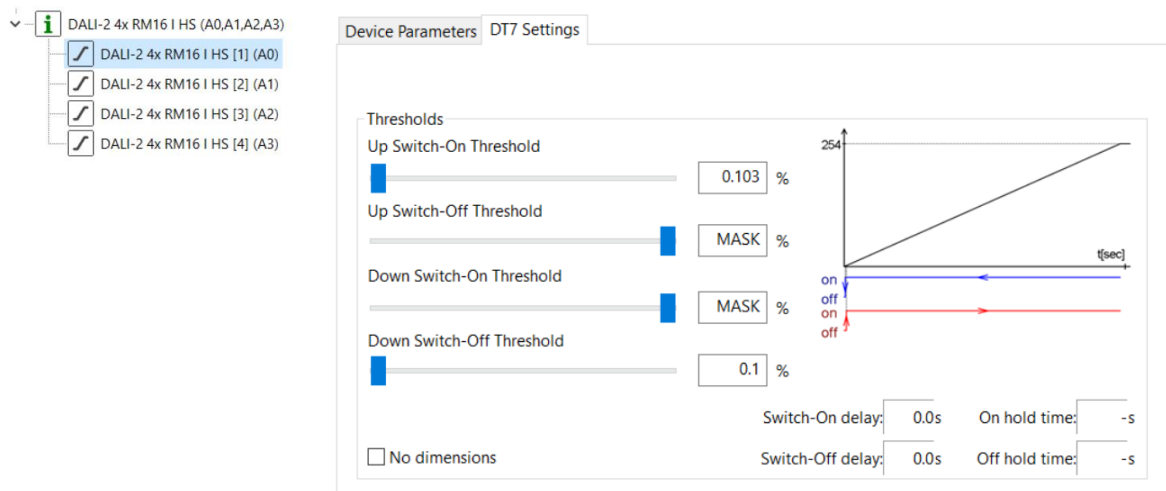 DALI-2 4x RM16 I HS (A0,A1,A2,A3)
DALI-2 4x RM16 I HS [1] (A0)
DALI-2 4x RM16 I HS [2] (A1)
DALI-2 4x RM16 I HS [3] (A2)
DALI-2 4x RM16 I HS [4] (A3)
Device Parameters DT7 Settings
Thresholds
Up Switch-On Threshold
0.103 %
Up Switch-Off Threshold
MASK %
Down Switch-On Threshold
MASK %
Down Switch-Off Threshold
0.1 %
254
t[sec]
on
off
on
off
Switch-On delay: 0.0s On hold time: -s
No dimensions Switch-Off delay: 0.0s Off hold time: -s